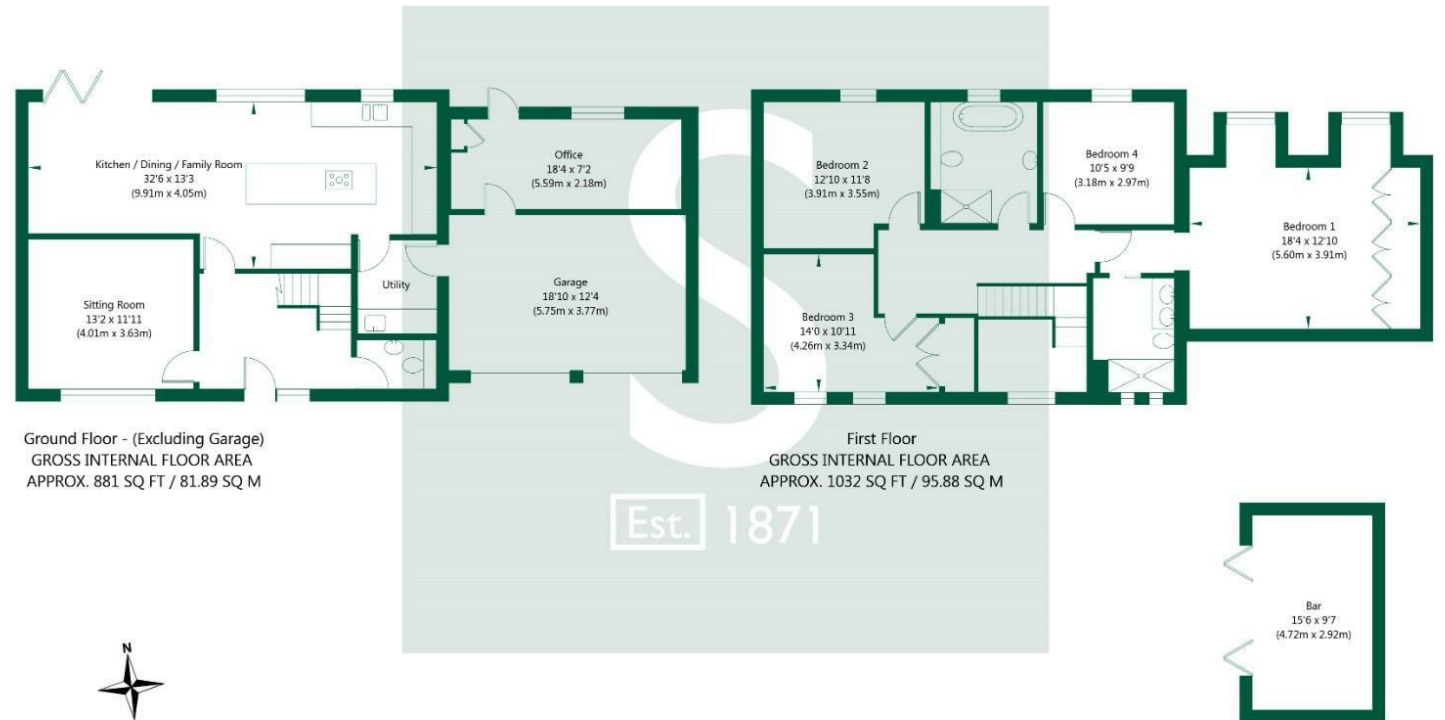 Kitchen / Dining / Family Room
32'6 x 13'3
(9.91m x 4.05m)
Office
18'4 x 7'2
(5.59m x 2.18m)
Sitting Room
13'2 x 11'11
(4.01m x 3.63m)
Utility
Garage
18'10 x 12'4
(5.75m x 3.77m)
Ground Floor - (Excluding Garage)
GROSS INTERNAL FLOOR AREA
APPROX. 881 SQ FT / 81.89 SQ M
Bedroom 2
12'10 x 11'8
(3.91m x 3.55m)
Bedroom 4
10'5 x 9'9
(3.18m x 2.97m)
Bedroom 1
18'4 x 12'10
(5.60m x 3.91m)
Bedroom 3
14'0 x 10'11
(4.26m x 3.34m)
First Floor
GROSS INTERNAL FLOOR AREA
APPROX. 1032 SQ FT / 95.88 SQ M
S
Est. 1871
Bar
15'6 x 9'7
(4.72m x 2.92m)
N